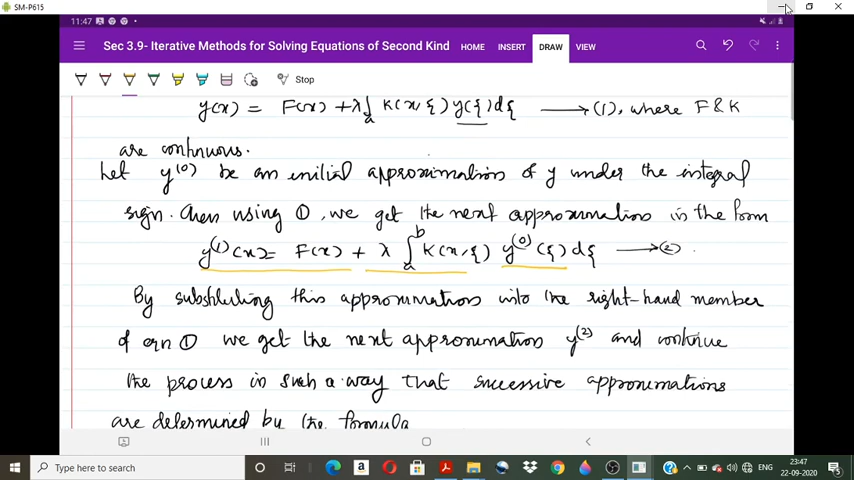 SM-P615
11:47
Sec 3.9- Iterative Methods for Solving Equations of Second Kind HOME INSERT DRAW VIEW
Stop
y(x) = F(x) + λ∫a K(x,ξ) y(ξ)dξ ⟶ (1), where F & K
are continuous.
Let y⁽⁰⁾ be an initial approximation of y under the integral
sign. Then using ①, we get the next approximation in the form
y⁽¹⁾(x) = F(x) + λ ∫ₐᵇ K(x,ξ) y⁽⁰⁾(ξ)dξ ⟶ (2)
By substituting this approximation into the right-hand member
of eqn ① we get the next approximation y⁽²⁾ and continue
the process in such a way that successive approximations
are determined by the formula
Type here to search
ENG
23:47
22-09-2020
5